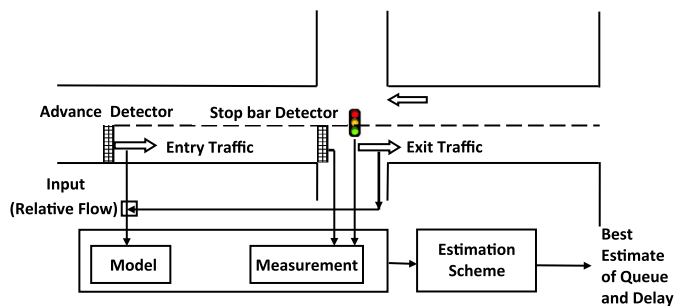 Advance Detector
Stop bar Detector
Entry Traffic
Exit Traffic
Input
(Relative Flow)
Model
Measurement
Estimation
Scheme
Best
Estimate
of Queue
and Delay